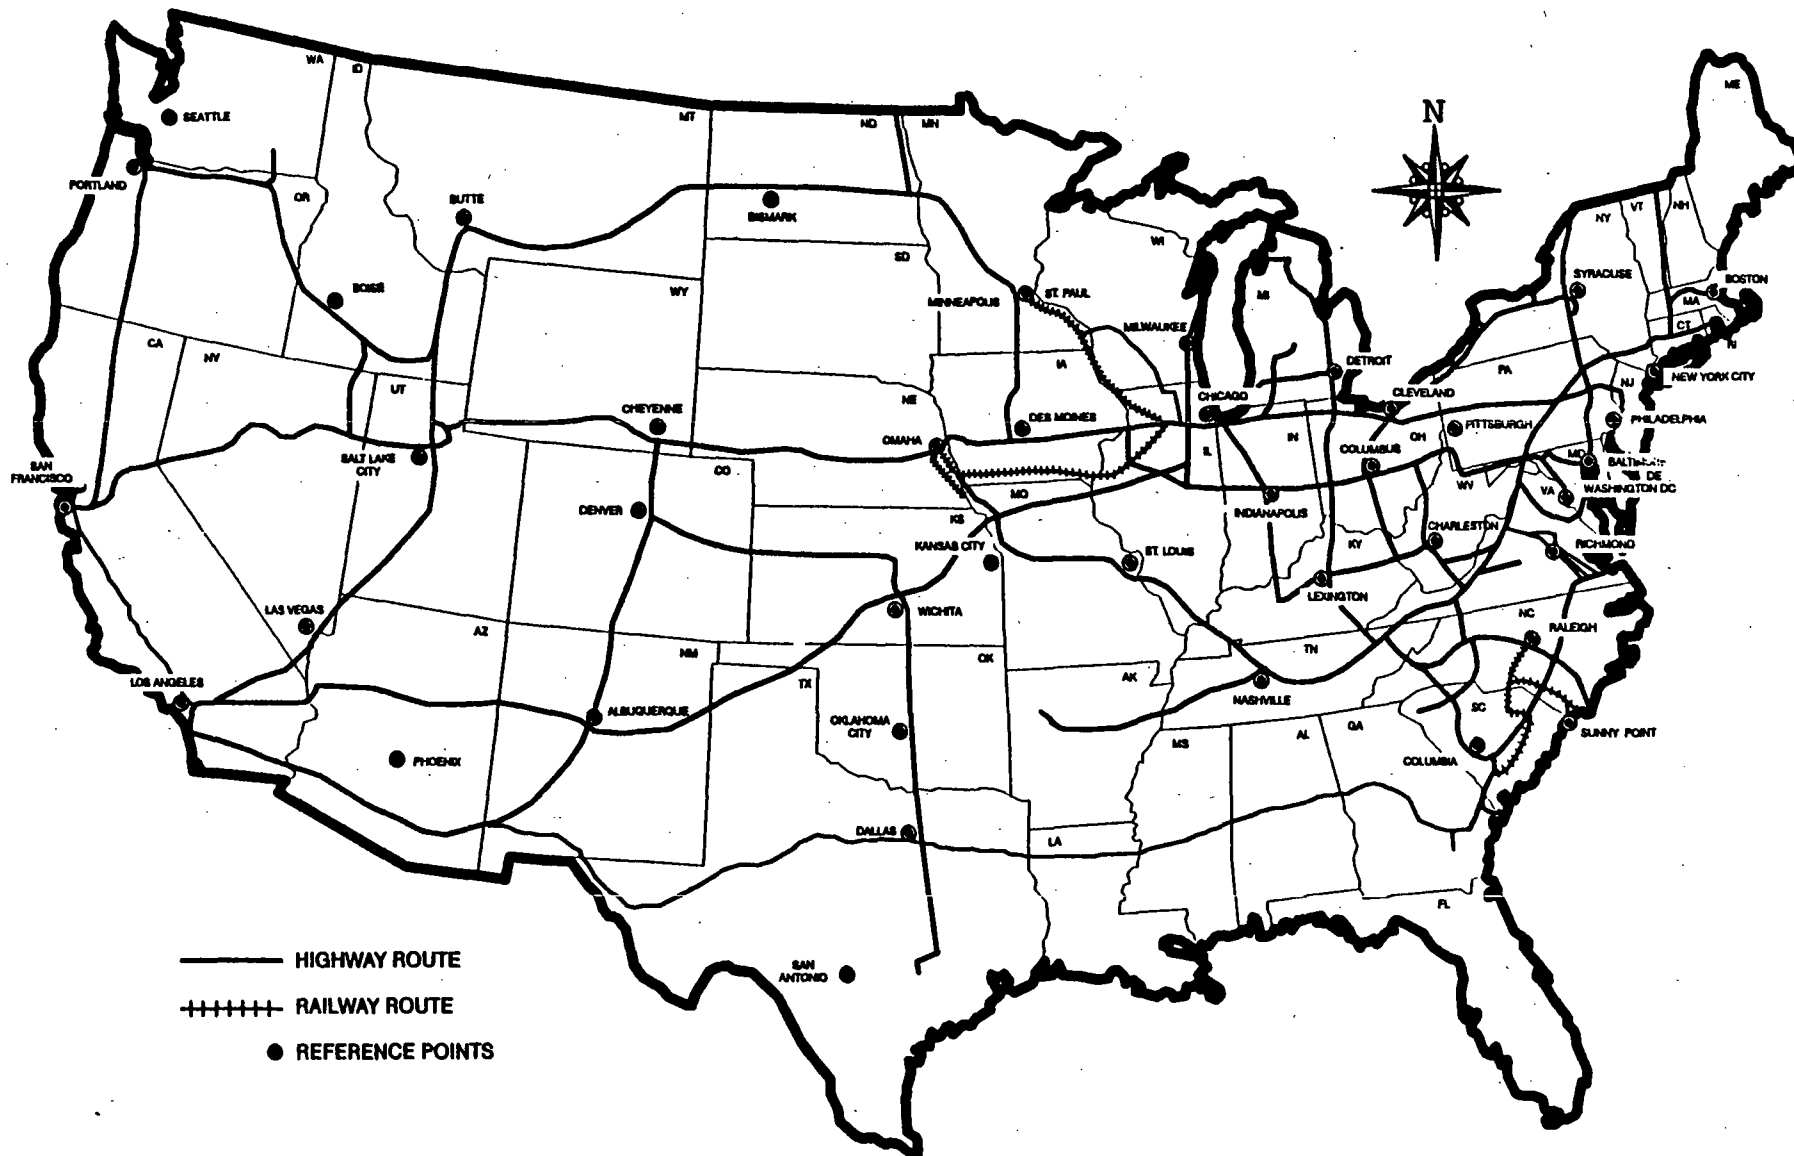 N
ME
WA
ID
MT
ND
MN
SEATTLE
PORTLAND
OR
BUTTE
BISMARK
WI
NY
VT
NH
SD
SYRACUSE
BOSTON
BOISE
WY
MINNEAPOLIS
ST. PAUL
MI
MA
MILWAUKEE
CT
RI
CA
NV
IA
DETROIT
PA
NJ
NEW YORK CITY
UT
NE
CHICAGO
CLEVELAND
CHEYENNE
DES MOINES
PITTSBURGH
PHILADELPHIA
OMAHA
IN
OH
COLUMBUS
IL
MD
SALT LAKE
CITY
SAN
FRANCISCO
CO
DE
WV
VA
WASHINGTON DC
MO
DENVER
KS
INDIANAPOLIS
CHARLESTON
KANSAS CITY
ST. LOUIS
KY
RICHMOND
LEXINGTON
LAS VEGAS
WICHITA
NC
RALEIGH
AZ
NM
OK
TN
LOS ANGELES
TX
AK
NASHVILLE
ALBUQUERQUE
OKLAHOMA
CITY
SC
SUNNY POINT
MS
AL
GA
PHOENIX
COLUMBIA
DALLAS
LA
FL
SAN
ANTONIO
HIGHWAY ROUTE
RAILWAY ROUTE
REFERENCE POINTS